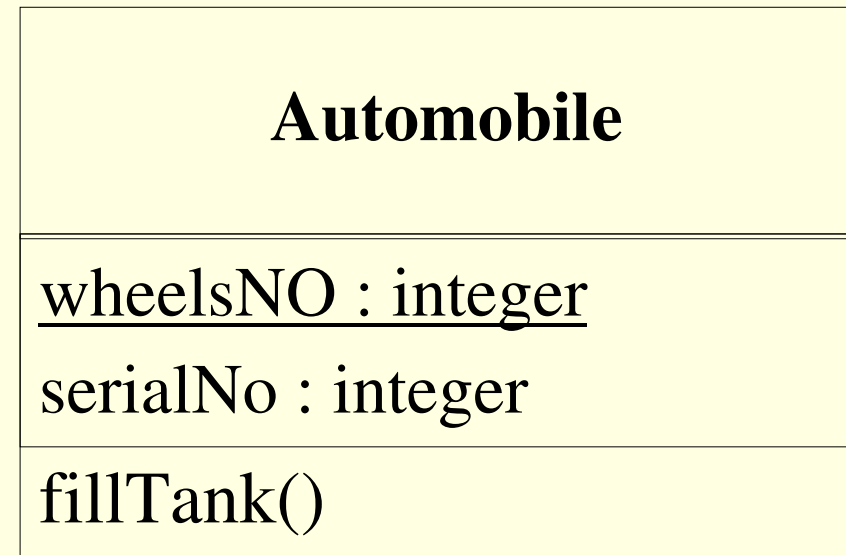 Automobile
wheelsNO : integer
serialNo : integer
fillTank()